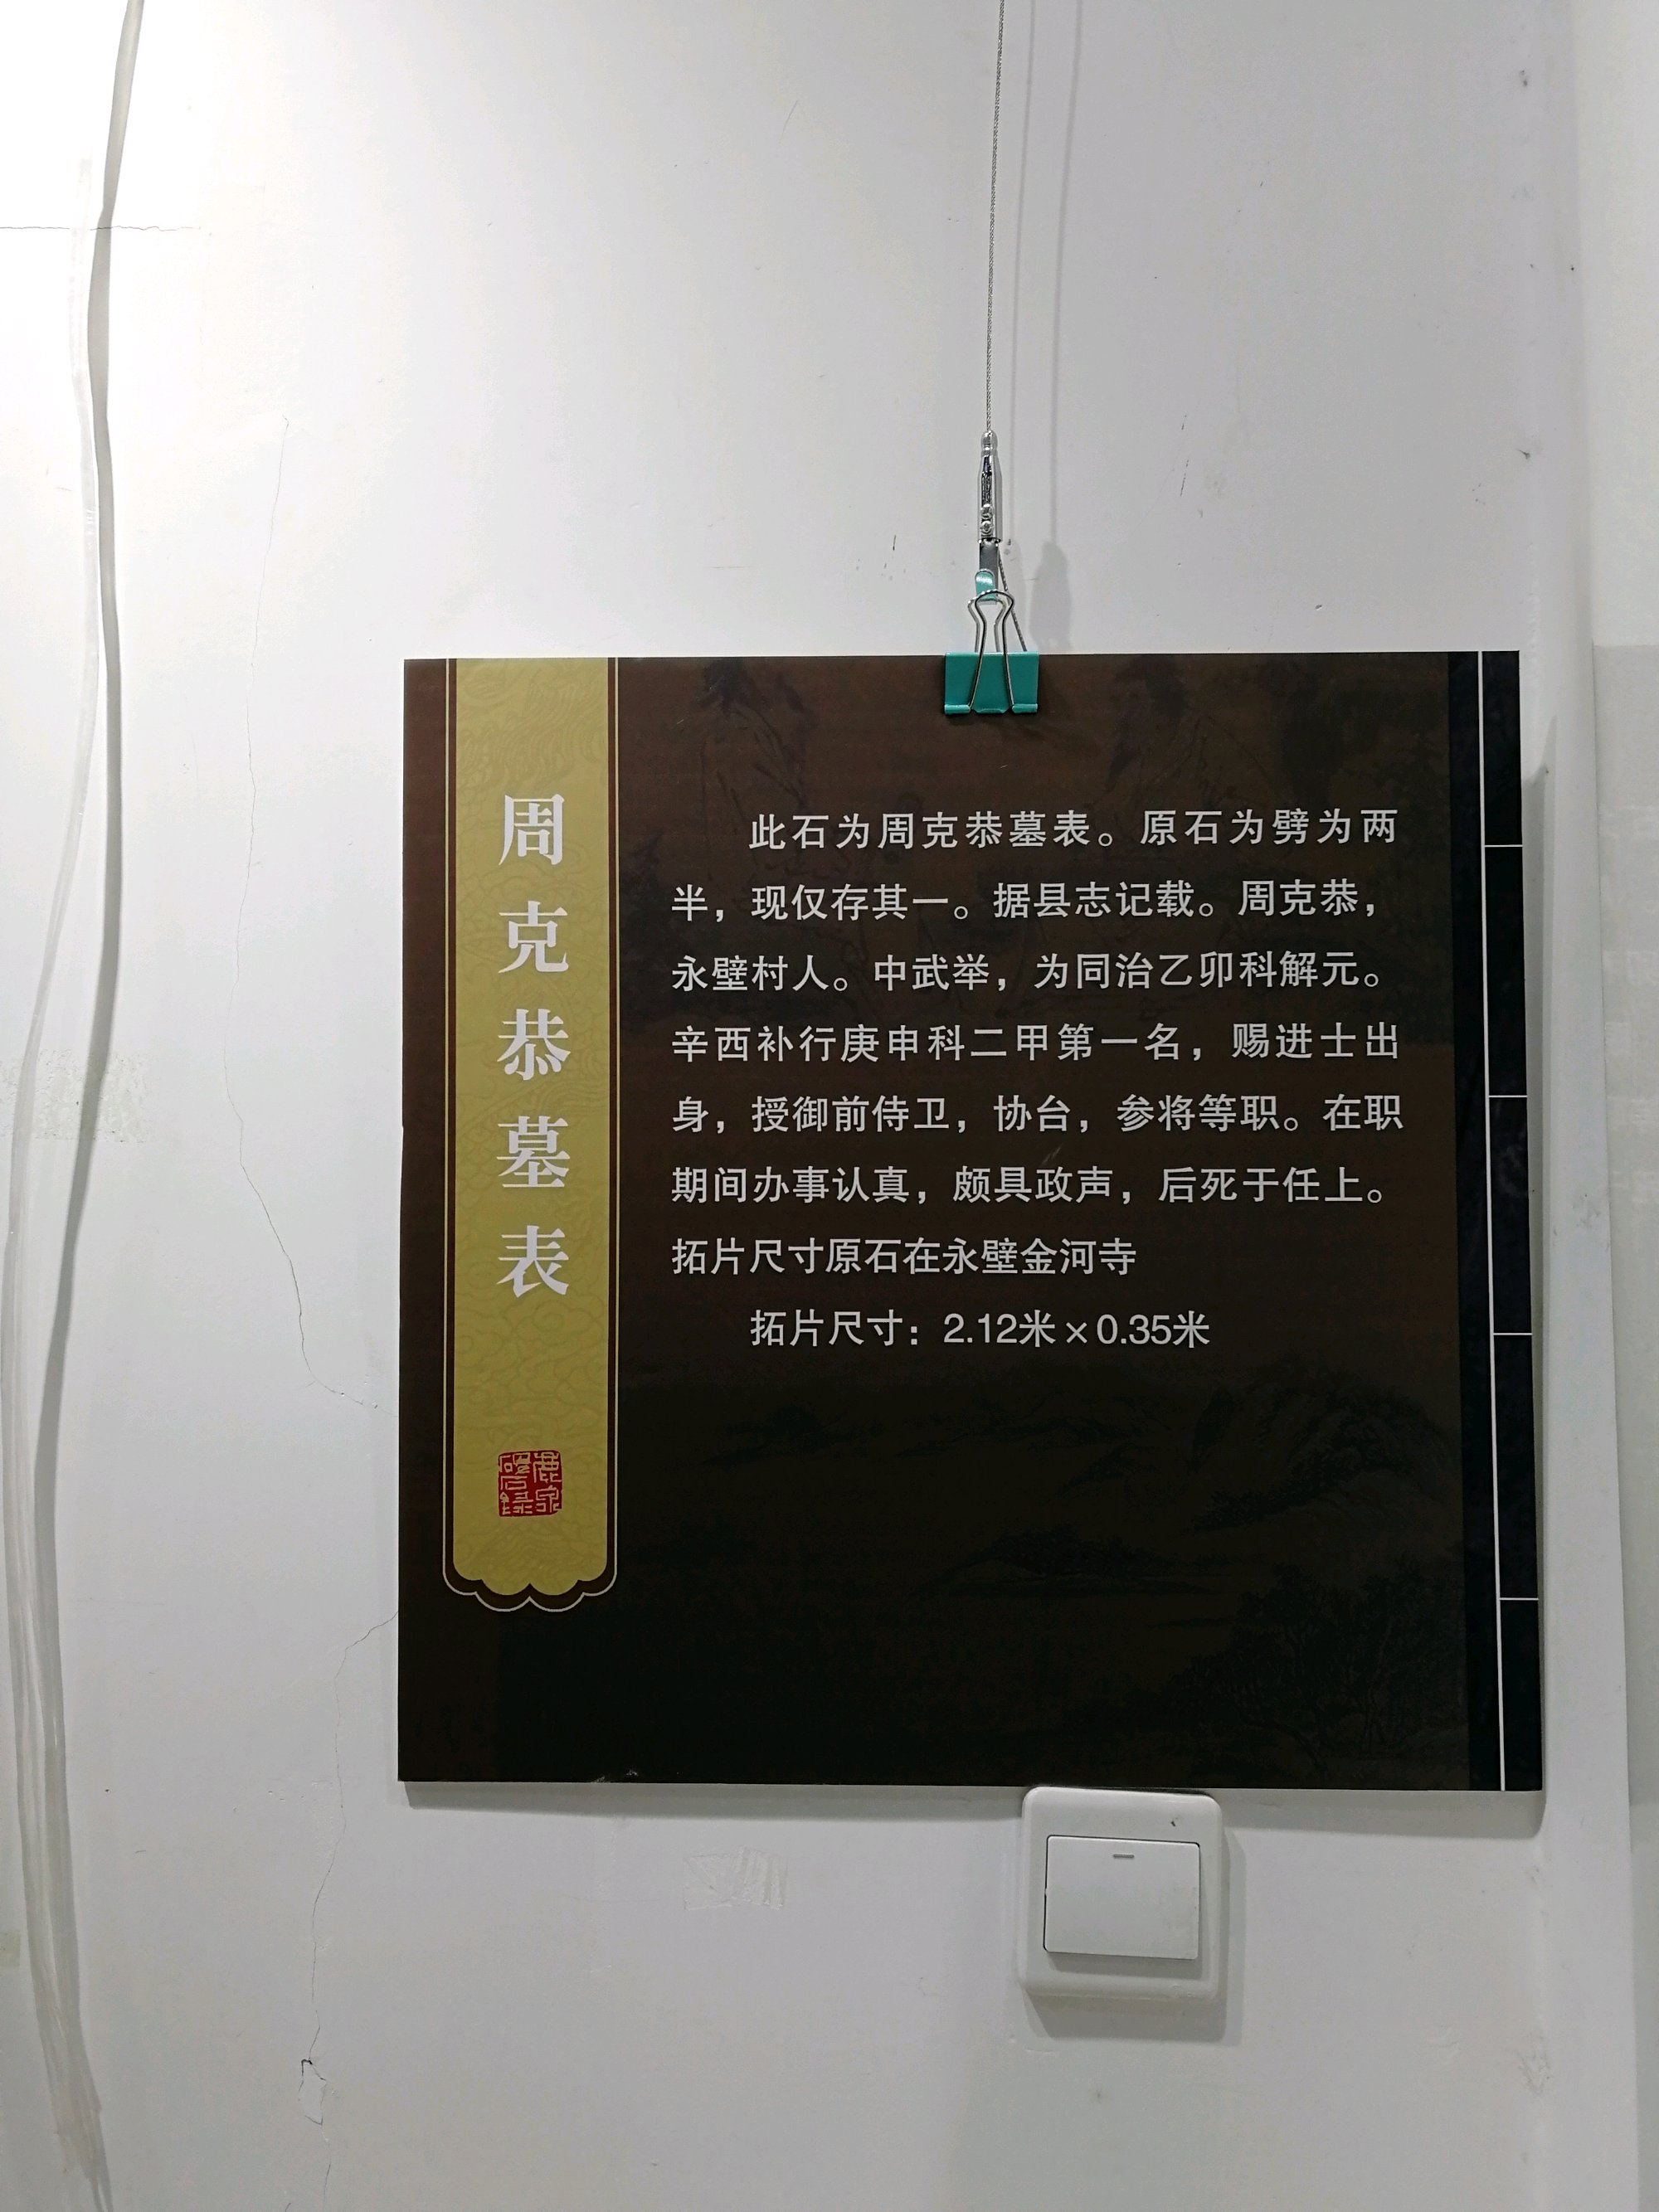 周克恭墓表
此石为周克恭墓表。原石为劈为两
半，现仅存其一。据县志记载。周克恭，
永壁村人。中武举，为同治乙卯科解元。
辛西补行庚申科二甲第一名，赐进士出
身，授御前侍卫，协台，参将等职。在职
期间办事认真，颇具政声，后死于任上。
拓片尺寸原石在永壁金河寺
拓片尺寸：2.12米×0.35米